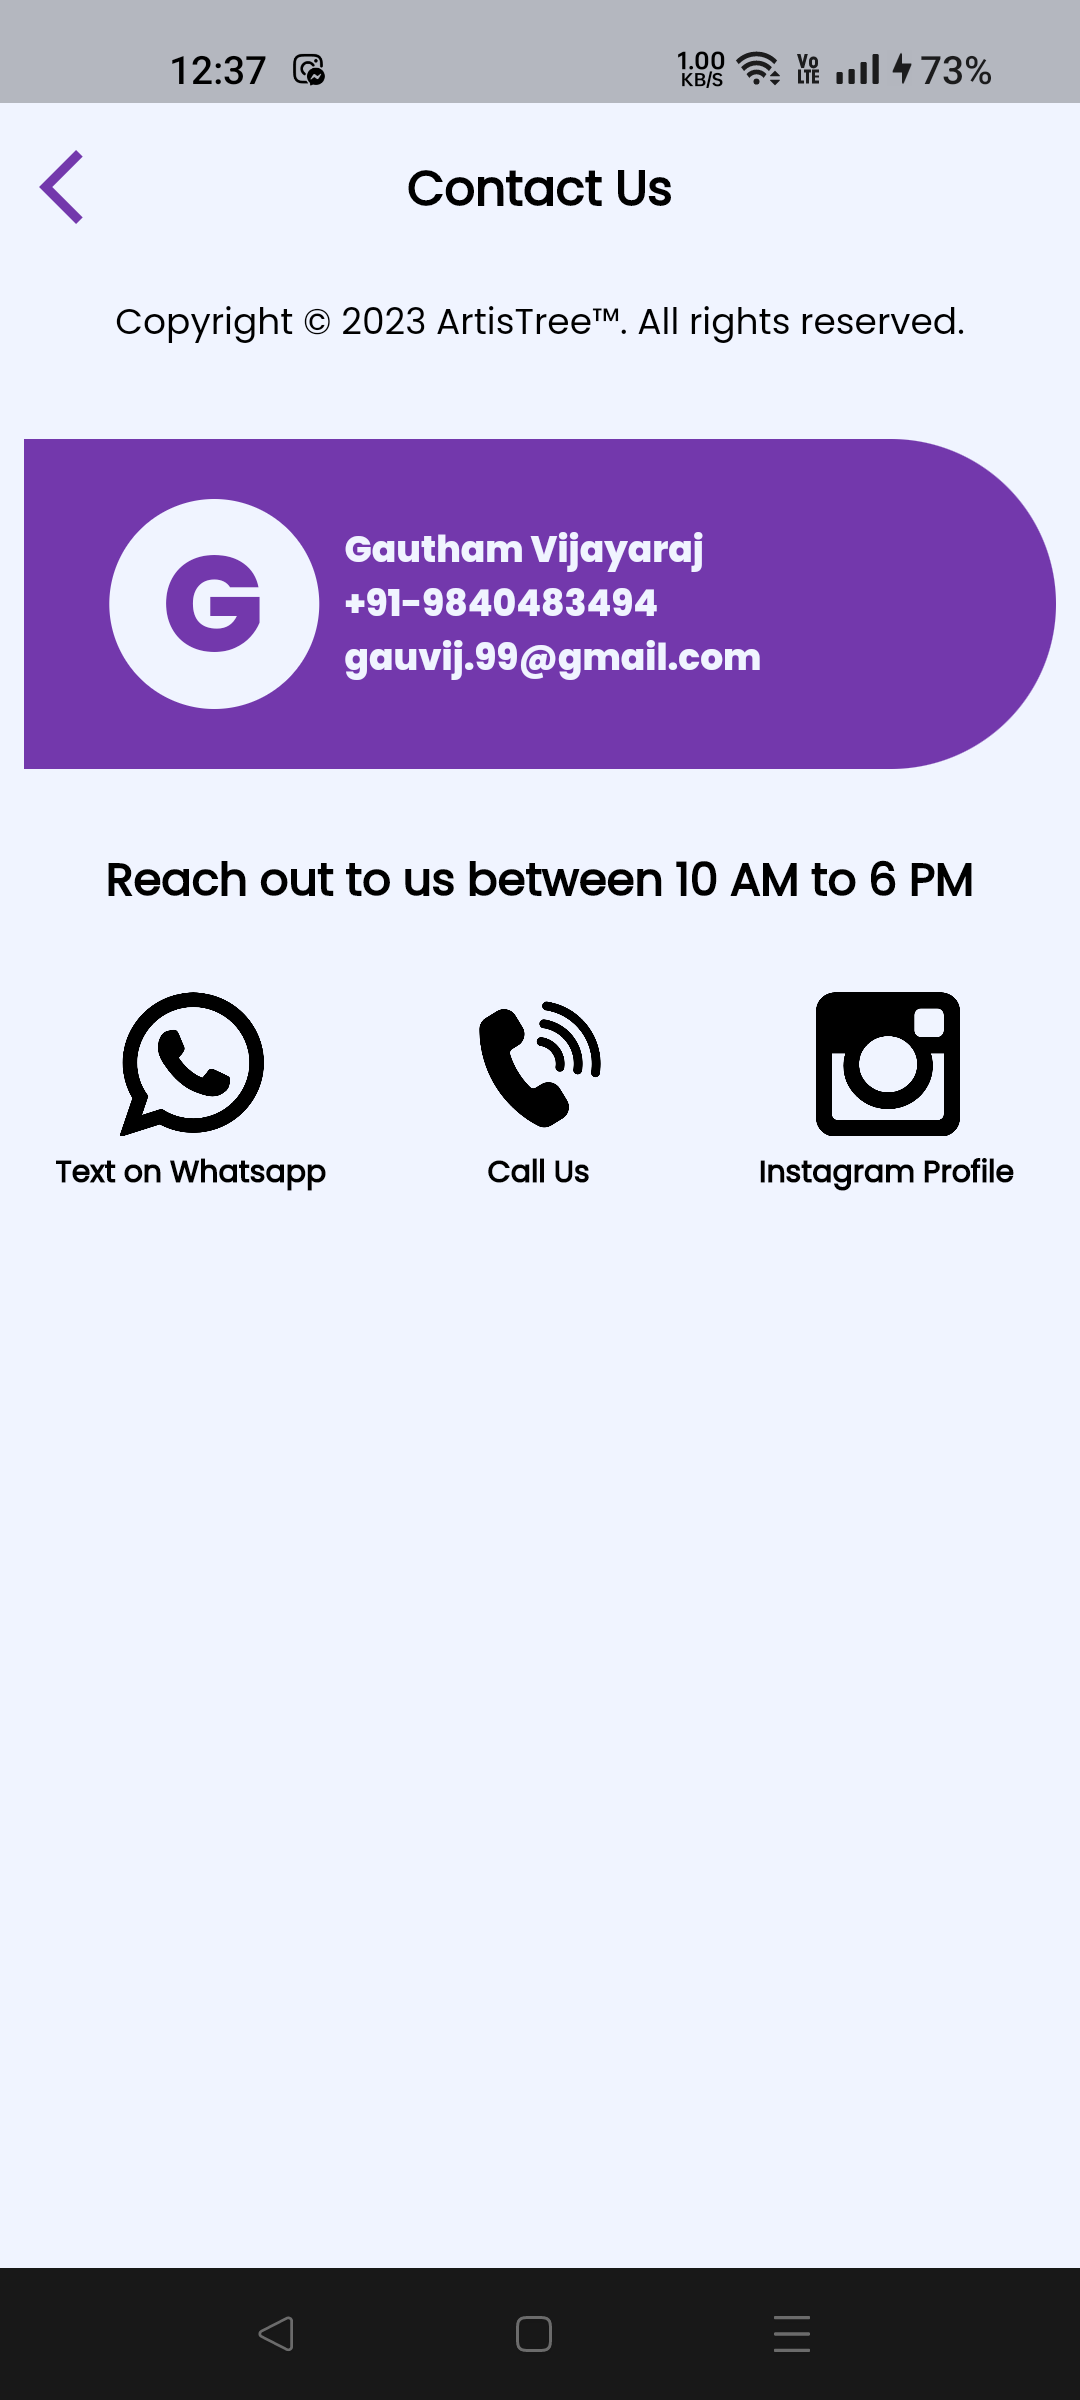 12:37
1.00 KB/S VoLTE 73%
Contact Us
Copyright © 2023 ArtisTree™. All rights reserved.
G
Gautham Vijayaraj
+91-9840483494
gauvij.99@gmail.com
Reach out to us between 10 AM to 6 PM
Text on Whatsapp
Call Us
Instagram Profile